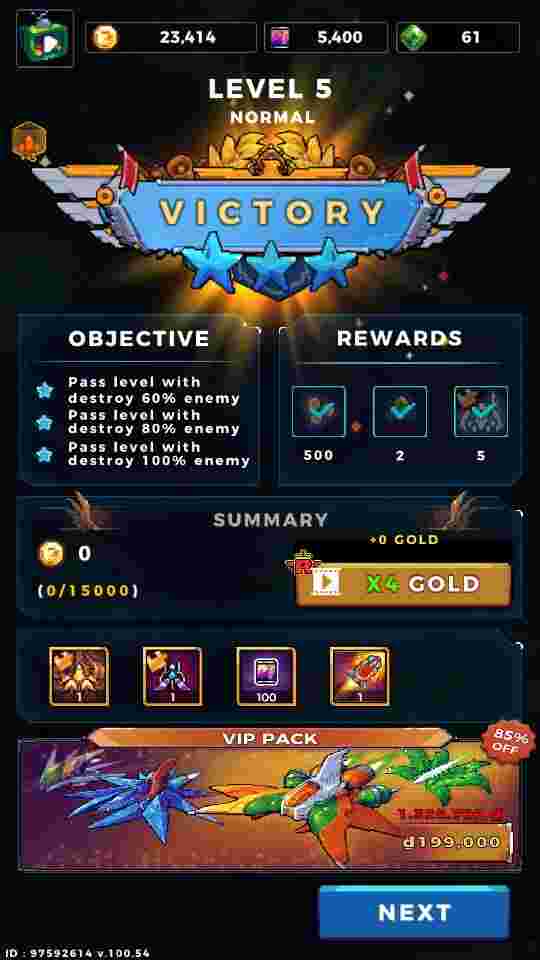 23,414
5,400
61
LEVEL 5
NORMAL
VICTORY
OBJECTIVE
Pass level with
destroy 60% enemy
Pass level with
destroy 80% enemy
Pass level with
destroy 100% enemy
REWARDS
500
2
5
SUMMARY
0
(0/15000)
+0 GOLD
X4 GOLD
1
1
100
1
VIP PACK
85%
OFF
₫199,000
NEXT
ID : 97592614 v.100.54